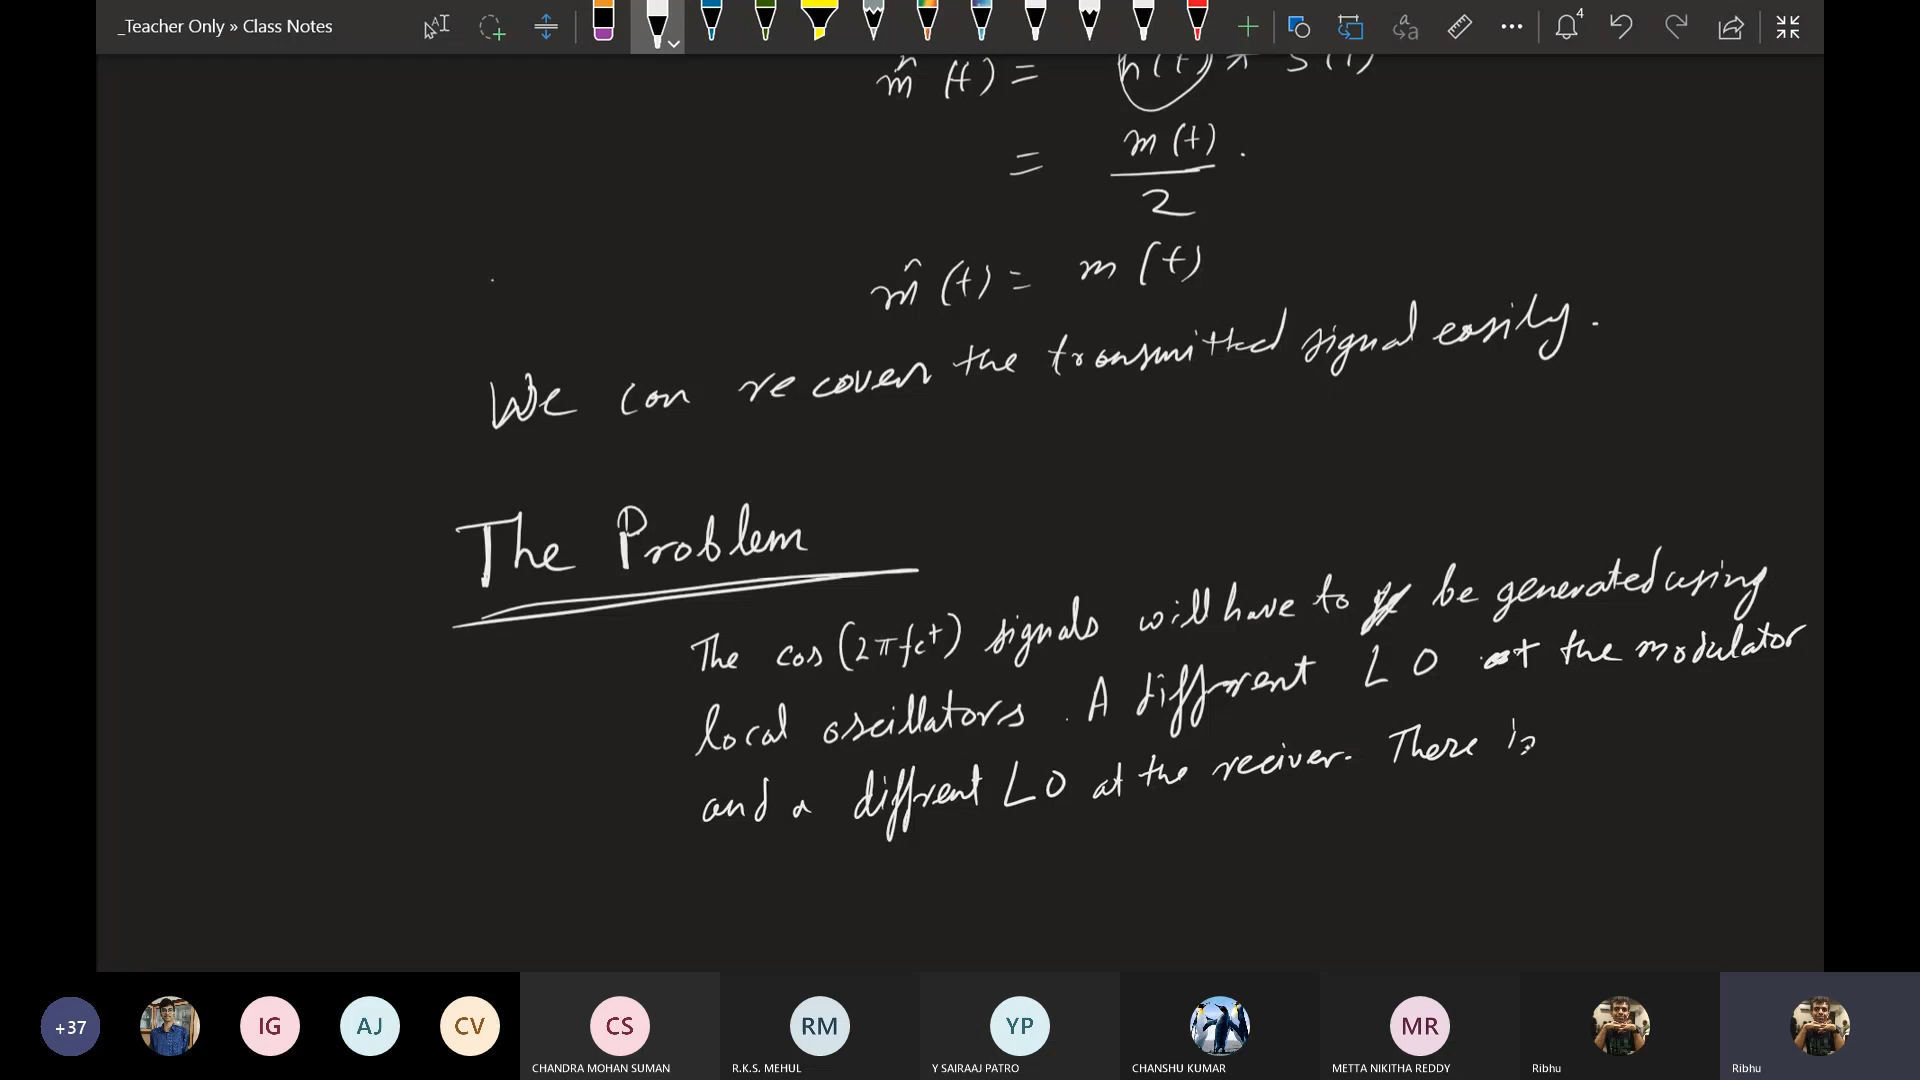 _Teacher Only » Class Notes
4
m̂ (t) = h(t) * s(t)
= m(t) / 2 .
m̂ (t) = m (t)
We can recover the transmitted signal easily.
The Problem
The cos (2πfct) signals will have to be generated using
local oscillators. A different LO at the modulator
and a diffrent LO at the reciver. There is
+37
IG
AJ
CV
CS
RM
YP
MR
CHANDRA MOHAN SUMAN
R.K.S. MEHUL
Y SAIRAAJ PATRO
CHANSHU KUMAR
METTA NIKITHA REDDY
Ribhu
Ribhu